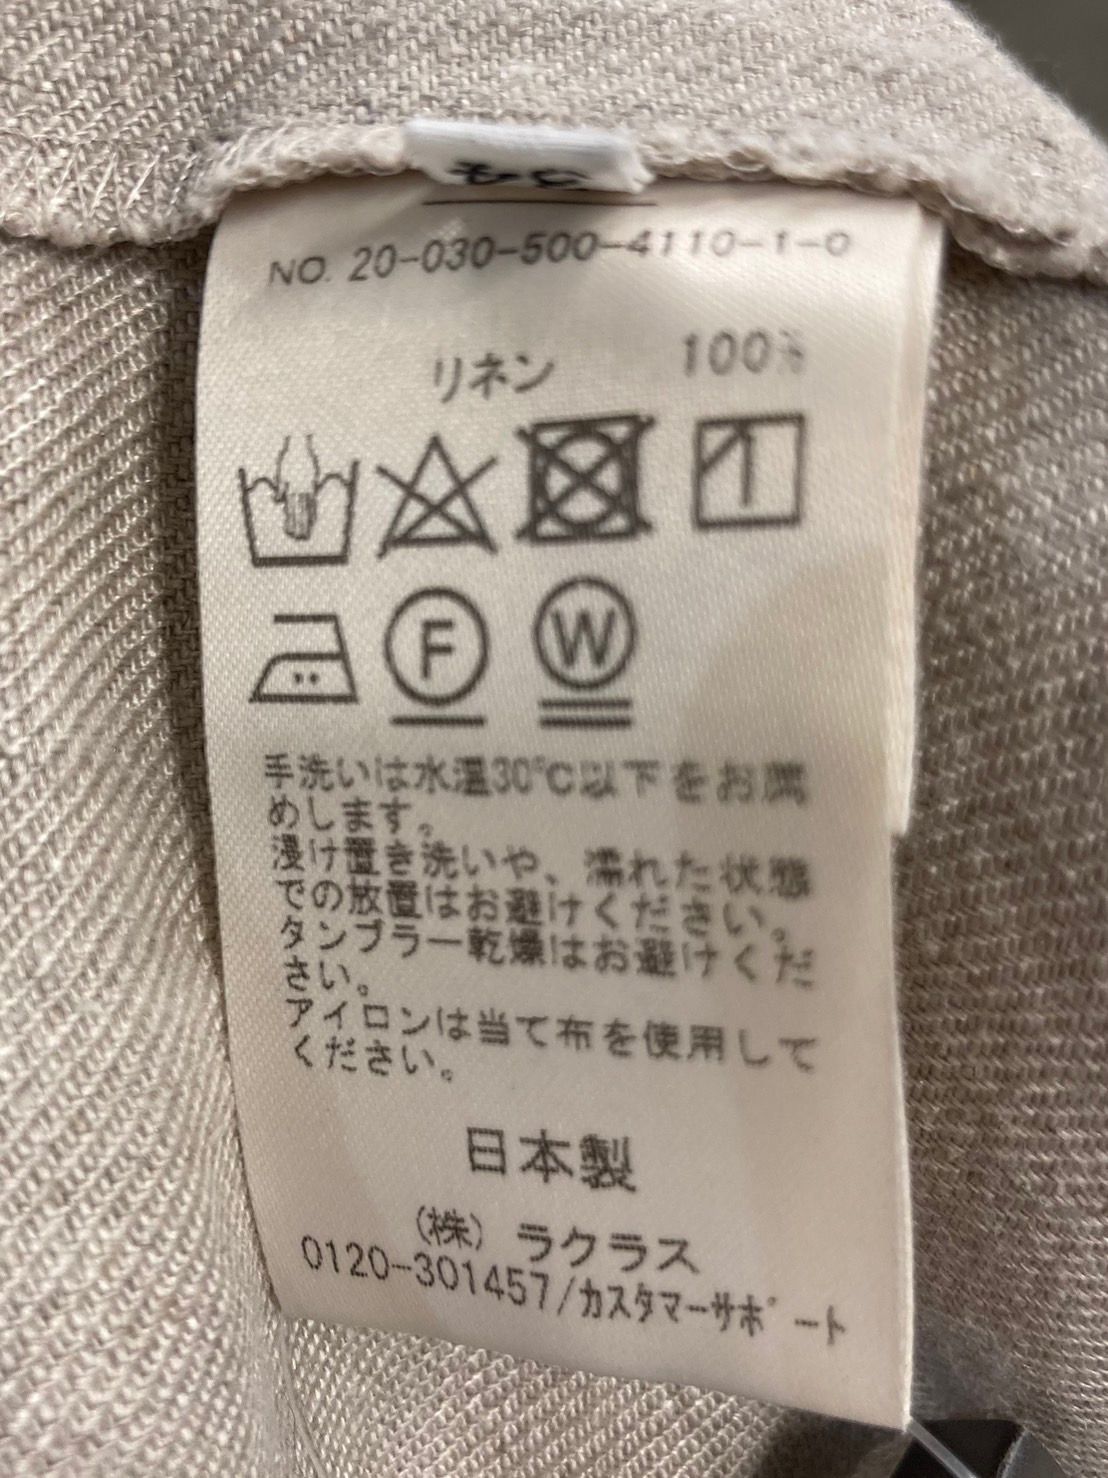 NO. 20-030-500-4110-1-0
リネン 100%
F W
手洗いは水温30℃以下をお薦
めします。
浸け置き洗いや、濡れた状態
での放置はお避けください。
タンブラー乾燥はお避けくだ
さい。
アイロンは当て布を使用して
ください。
日本製
(株) ラクラス
0120-301457/カスタマーサポート